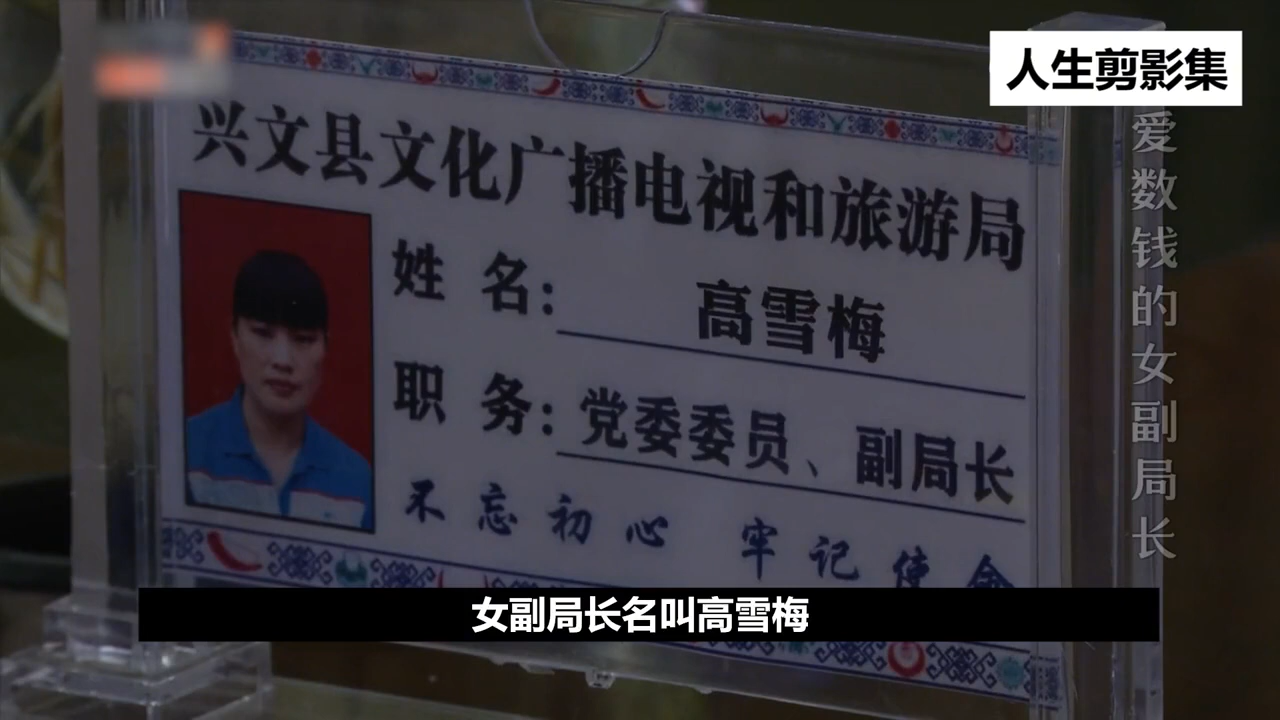 人生剪影集
爱数钱的女副局长
兴文县文化广播电视和旅游局
姓 名： 高雪梅
职 务： 党委委员、副局长
不忘初心 牢记使命
女副局长名叫高雪梅